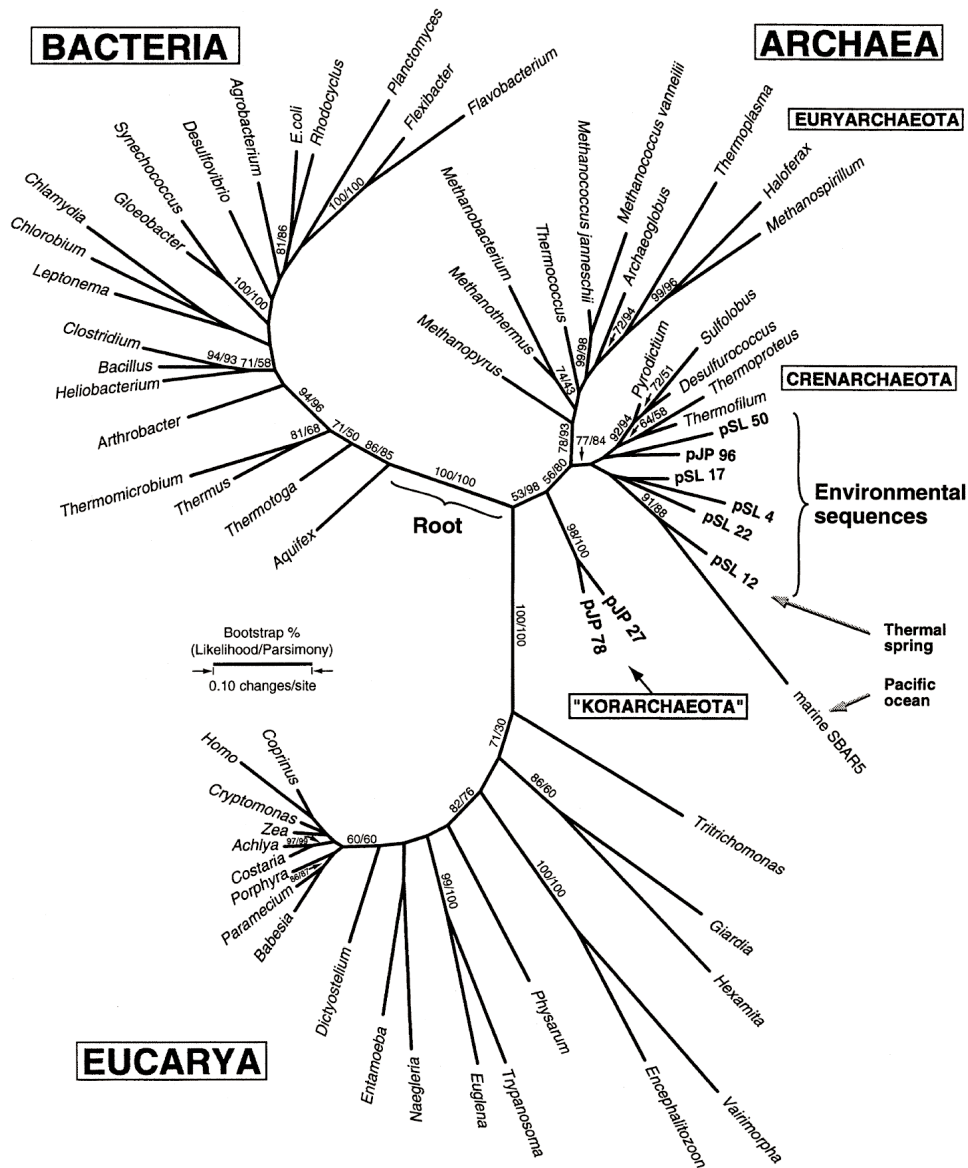 BACTERIA
ARCHAEA
EURYARCHAEOTA
CRENARCHAEOTA
Planctomyces
Flexibacter
Flavobacterium
Rhodocyclus
E.coli
Agrobacterium
Desulfovibrio
Synechococcus
Gloeobacter
Chlamydia
Chlorobium
Leptonema
Clostridium
Bacillus
Heliobacterium
Arthrobacter
Thermomicrobium
Thermus
Thermotoga
Aquifex
100/100
81/86
100/100
94/93
71/58
94/96
81/68
71/50
86/85
100/100
Root
Methanopyrus
Methanothermus
Methanobacterium
Thermococcus
Methanococcus janneschii
Methanococcus vanneilii
Archaeoglobus
Thermoplasma
Haloferax
Methanospirillum
74/43
99/98
72/94
99/96
78/93
77/84
56/80
53/98
Pyrodictium
Sulfolobus
Desulfurococcus
Thermoproteus
Thermofilum
92/94
72/51
64/58
pSL 50
pJP 96
pSL 17
pSL 4
pSL 22
pSL 12
91/88
Environmental
sequences
98/100
pJP 27
pJP 78
"KORARCHAEOTA"
Thermal
spring
Pacific
ocean
marine SBAR5
100/100
Bootstrap %
(Likelihood/Parsimony)
0.10 changes/site
71/30
86/60
82/76
100/100
99/100
60/60
97/99
86/87
Homo
Coprinus
Cryptomonas
Zea
Achlya
Costaria
Porphyra
Paramecium
Babesia
Dictyostelium
Entamoeba
Naegleria
Euglena
Trypanosoma
Physarum
Encephalitozoon
Vairimorpha
Hexamita
Giardia
Tritrichomonas
EUCARYA